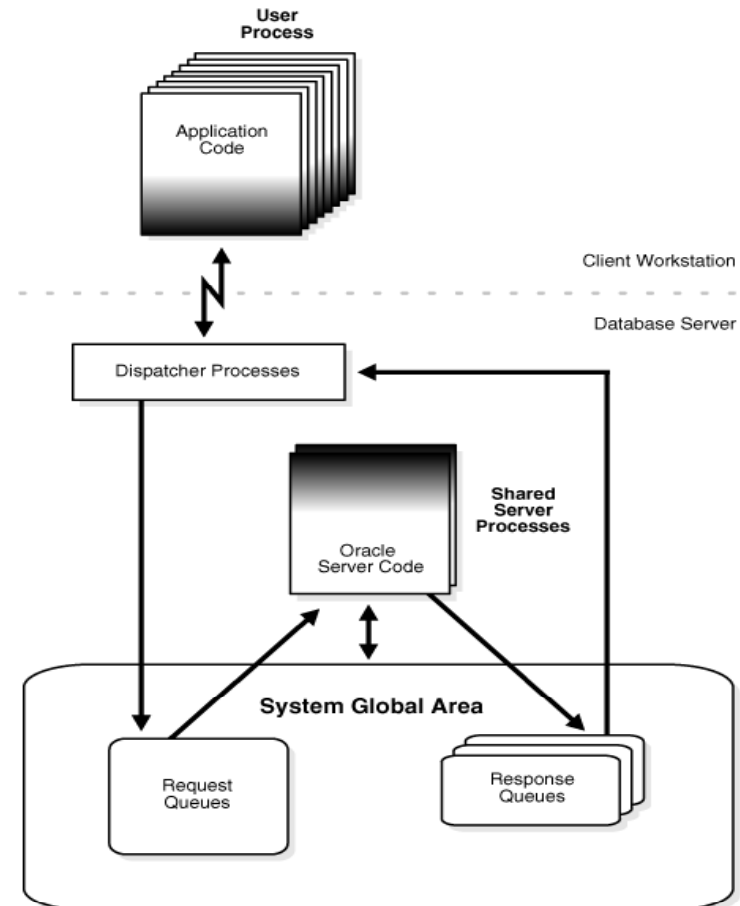 User
Process
Application
Code
Client Workstation
Database Server
Dispatcher Processes
Shared
Server
Processes
Oracle
Server Code
System Global Area
Request
Queues
Response
Queues